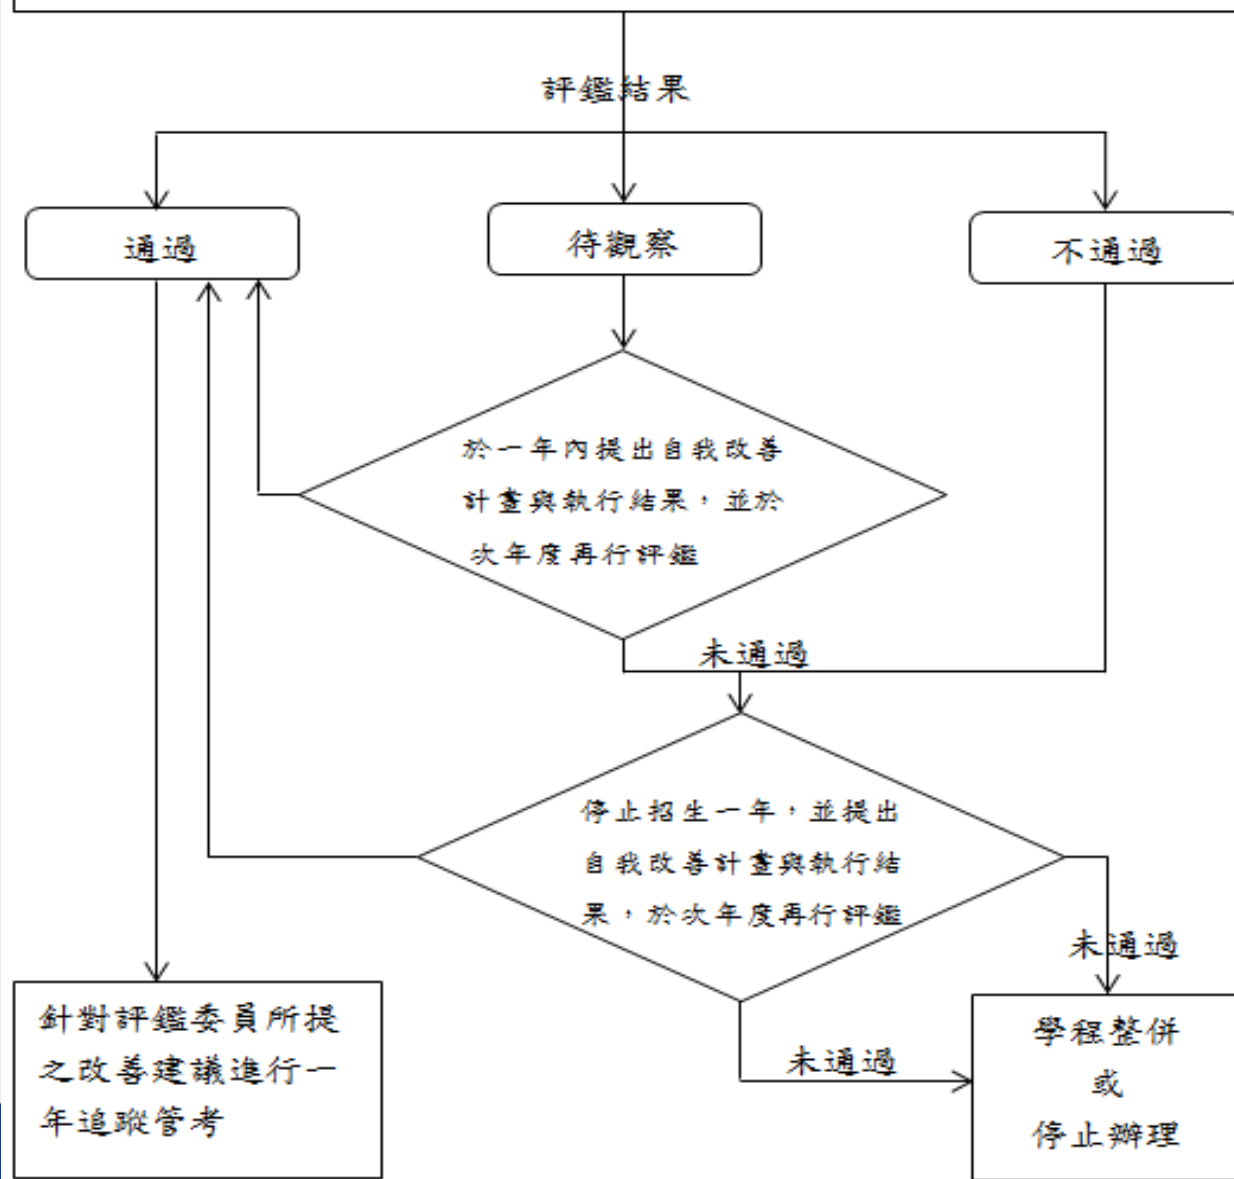 評鑑結果
通過
待觀察
不通過
於一年內提出自我改善
計畫與執行結果，並於
次年度再行評鑑
未通過
停止招生一年，並提出
自我改善計畫與執行結
果，於次年度再行評鑑
未通過
未通過
針對評鑑委員所提
之改善建議進行一
年追蹤管考
學程整併
或
停止辦理